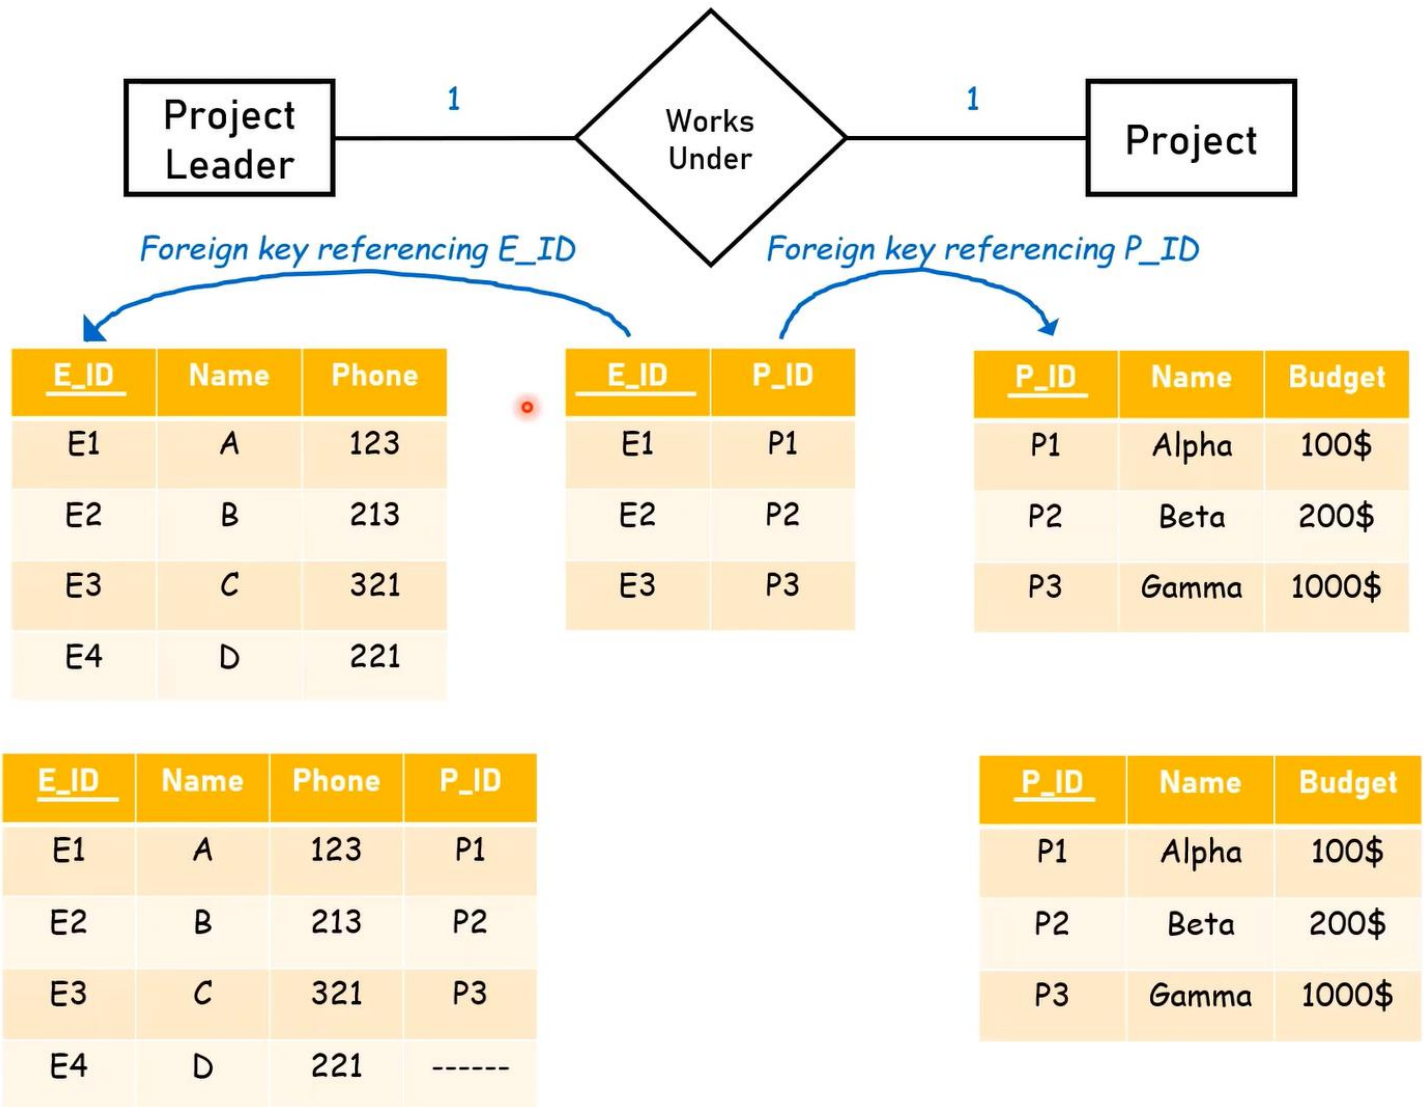 Project
Leader
1
Works
Under
1
Project
Foreign key referencing E_ID
Foreign key referencing P_ID
E_ID Name Phone
E1 A 123
E2 B 213
E3 C 321
E4 D 221
E_ID P_ID
E1 P1
E2 P2
E3 P3
P_ID Name Budget
P1 Alpha 100$
P2 Beta 200$
P3 Gamma 1000$
E_ID Name Phone P_ID
E1 A 123 P1
E2 B 213 P2
E3 C 321 P3
E4 D 221 ------
P_ID Name Budget
P1 Alpha 100$
P2 Beta 200$
P3 Gamma 1000$